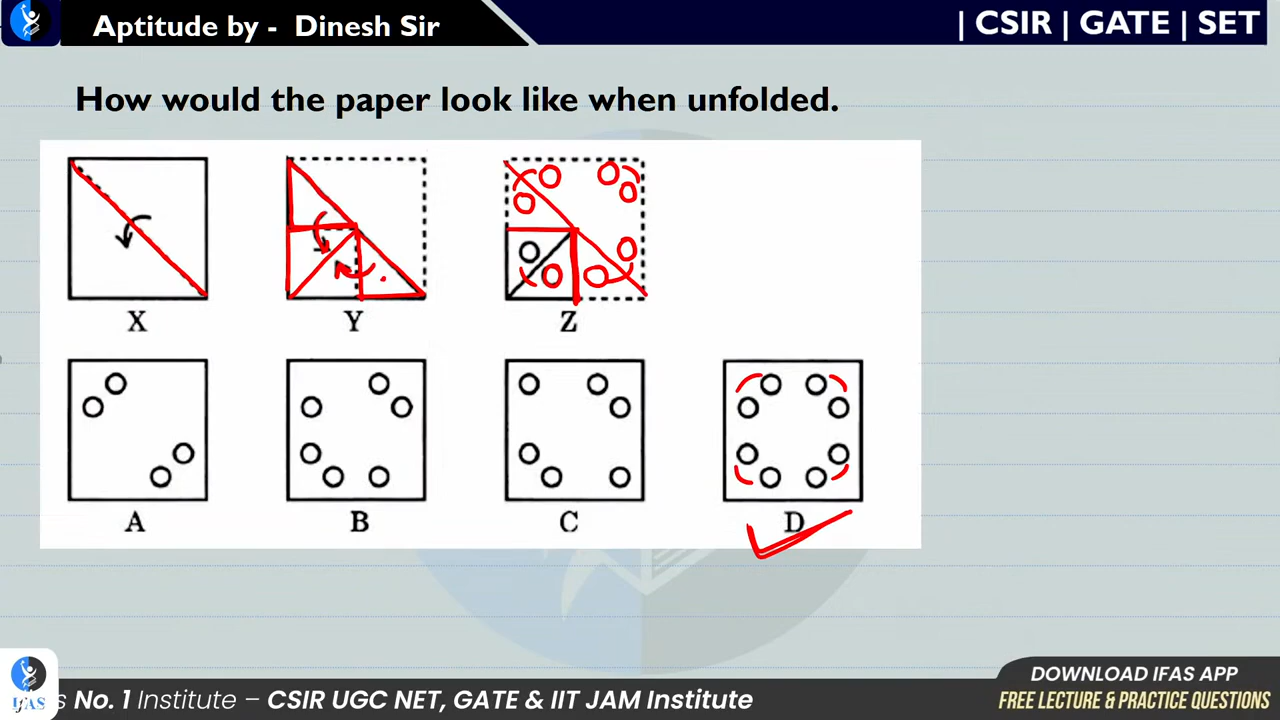 Aptitude by -  Dinesh Sir
| CSIR | GATE | SET
How would the paper look like when unfolded.
X
Y
Z
A
B
C
D
IFAS
s No. 1 Institute – CSIR UGC NET, GATE & IIT JAM Institute
DOWNLOAD IFAS APP
FREE LECTURE & PRACTICE QUESTIONS